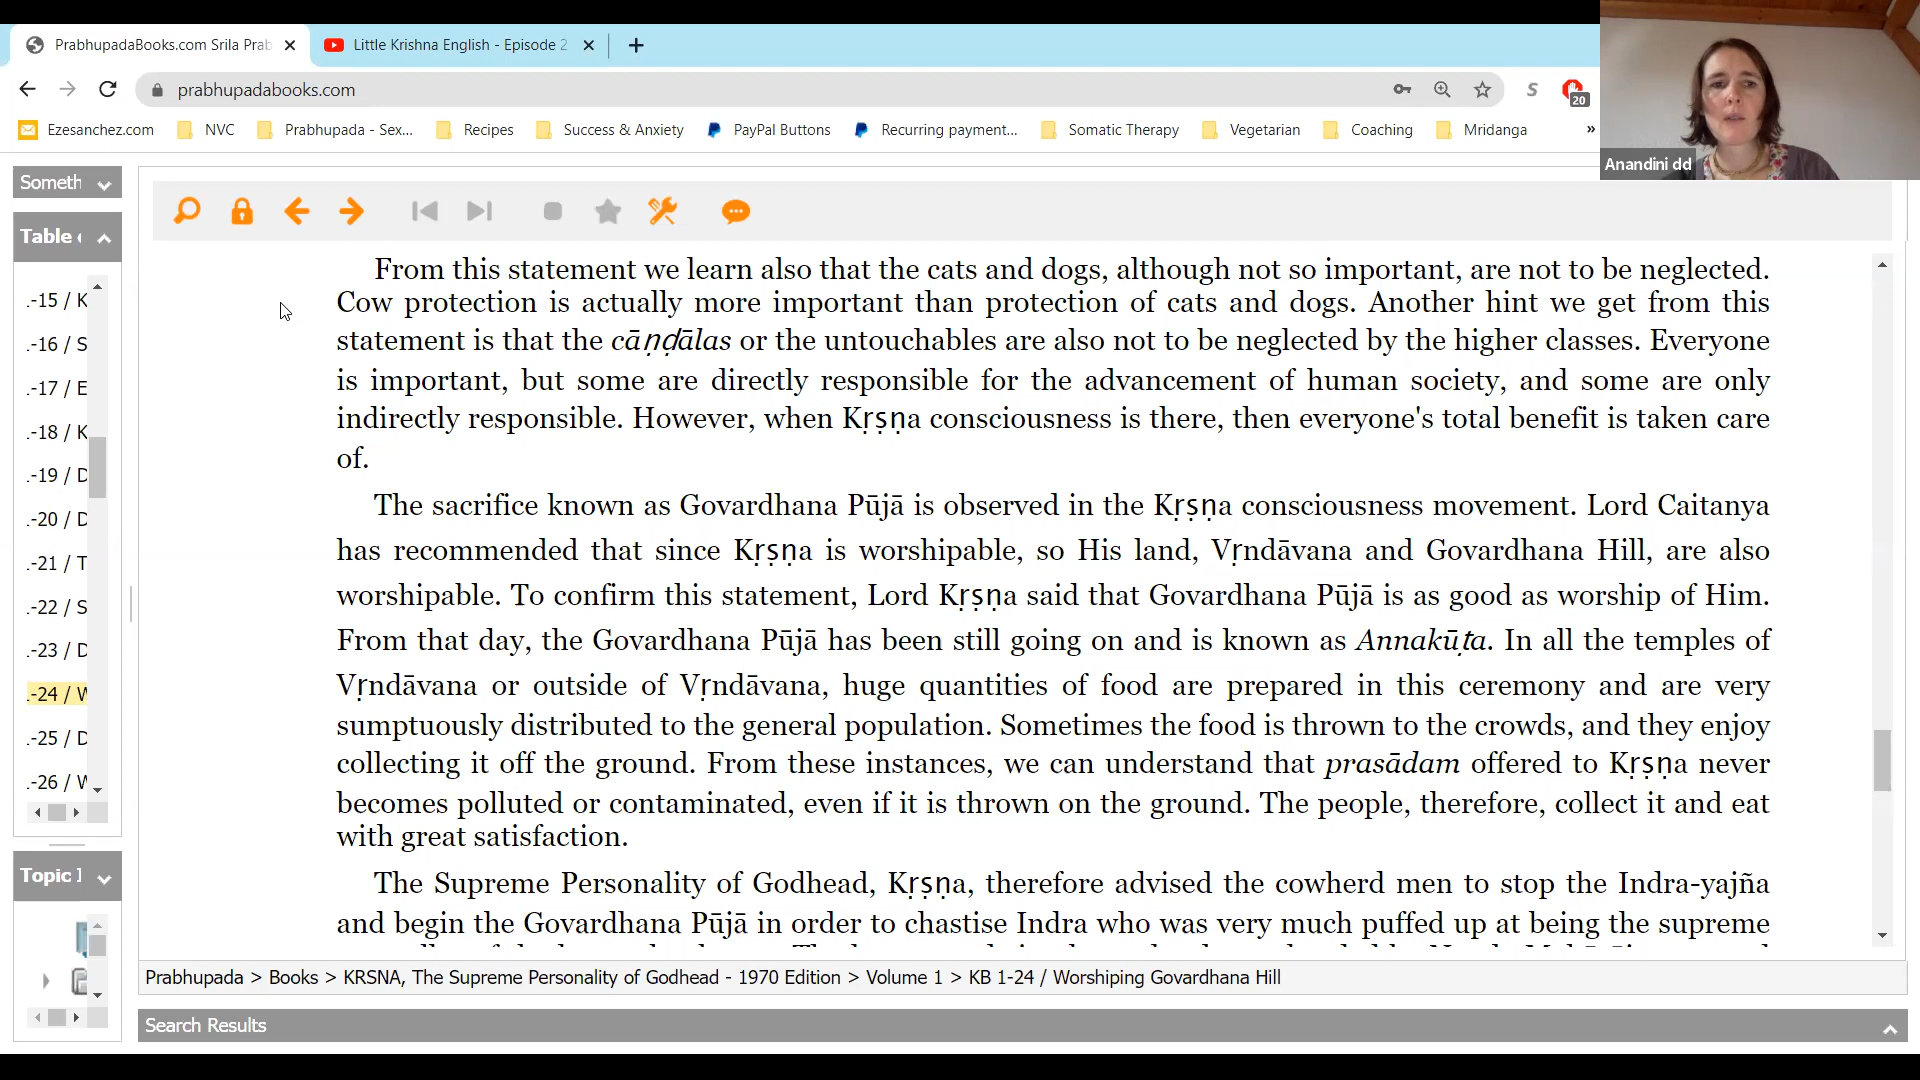 PrabhupadaBooks.com Srila Prab
Little Krishna English - Episode 2
prabhupadabooks.com
20
Ezesanchez.com
NVC
Prabhupada - Sex...
Recipes
Success & Anxiety
PayPal Buttons
Recurring payment...
Somatic Therapy
Vegetarian
Coaching
Mridanga
»
Anandini dd
Someth
Table
.-15 / K
.-16 / S
.-17 / E
.-18 / K
.-19 / D
.-20 / D
.-21 / T
.-22 / S
.-23 / D
.-24 / W
.-25 / D
.-26 / W
Topic
From this statement we learn also that the cats and dogs, although not so important, are not to be neglected.
Cow protection is actually more important than protection of cats and dogs. Another hint we get from this
statement is that the cāṇḍālas or the untouchables are also not to be neglected by the higher classes. Everyone
is important, but some are directly responsible for the advancement of human society, and some are only
indirectly responsible. However, when Kṛṣṇa consciousness is there, then everyone's total benefit is taken care
of.
The sacrifice known as Govardhana Pūjā is observed in the Kṛṣṇa consciousness movement. Lord Caitanya
has recommended that since Kṛṣṇa is worshipable, so His land, Vṛndāvana and Govardhana Hill, are also
worshipable. To confirm this statement, Lord Kṛṣṇa said that Govardhana Pūjā is as good as worship of Him.
From that day, the Govardhana Pūjā has been still going on and is known as Annakūṭa. In all the temples of
Vṛndāvana or outside of Vṛndāvana, huge quantities of food are prepared in this ceremony and are very
sumptuously distributed to the general population. Sometimes the food is thrown to the crowds, and they enjoy
collecting it off the ground. From these instances, we can understand that prasādam offered to Kṛṣṇa never
becomes polluted or contaminated, even if it is thrown on the ground. The people, therefore, collect it and eat
with great satisfaction.
The Supreme Personality of Godhead, Kṛṣṇa, therefore advised the cowherd men to stop the Indra-yajña
and begin the Govardhana Pūjā in order to chastise Indra who was very much puffed up at being the supreme
Prabhupada > Books > KRSNA, The Supreme Personality of Godhead - 1970 Edition > Volume 1 > KB 1-24 / Worshiping Govardhana Hill
Search Results